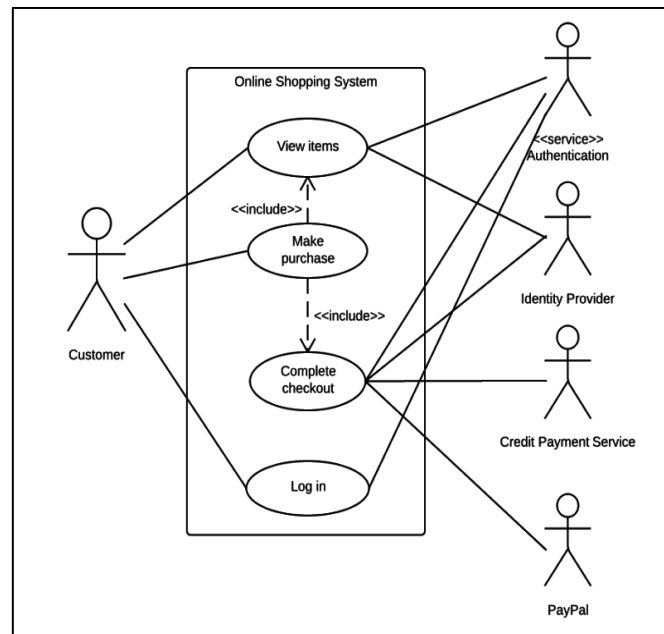 Online Shopping System
View items
<<include>>
Make
purchase
<<include>>
Complete
checkout
Log in
Customer
<<service>>
Authentication
Identity Provider
Credit Payment Service
PayPal